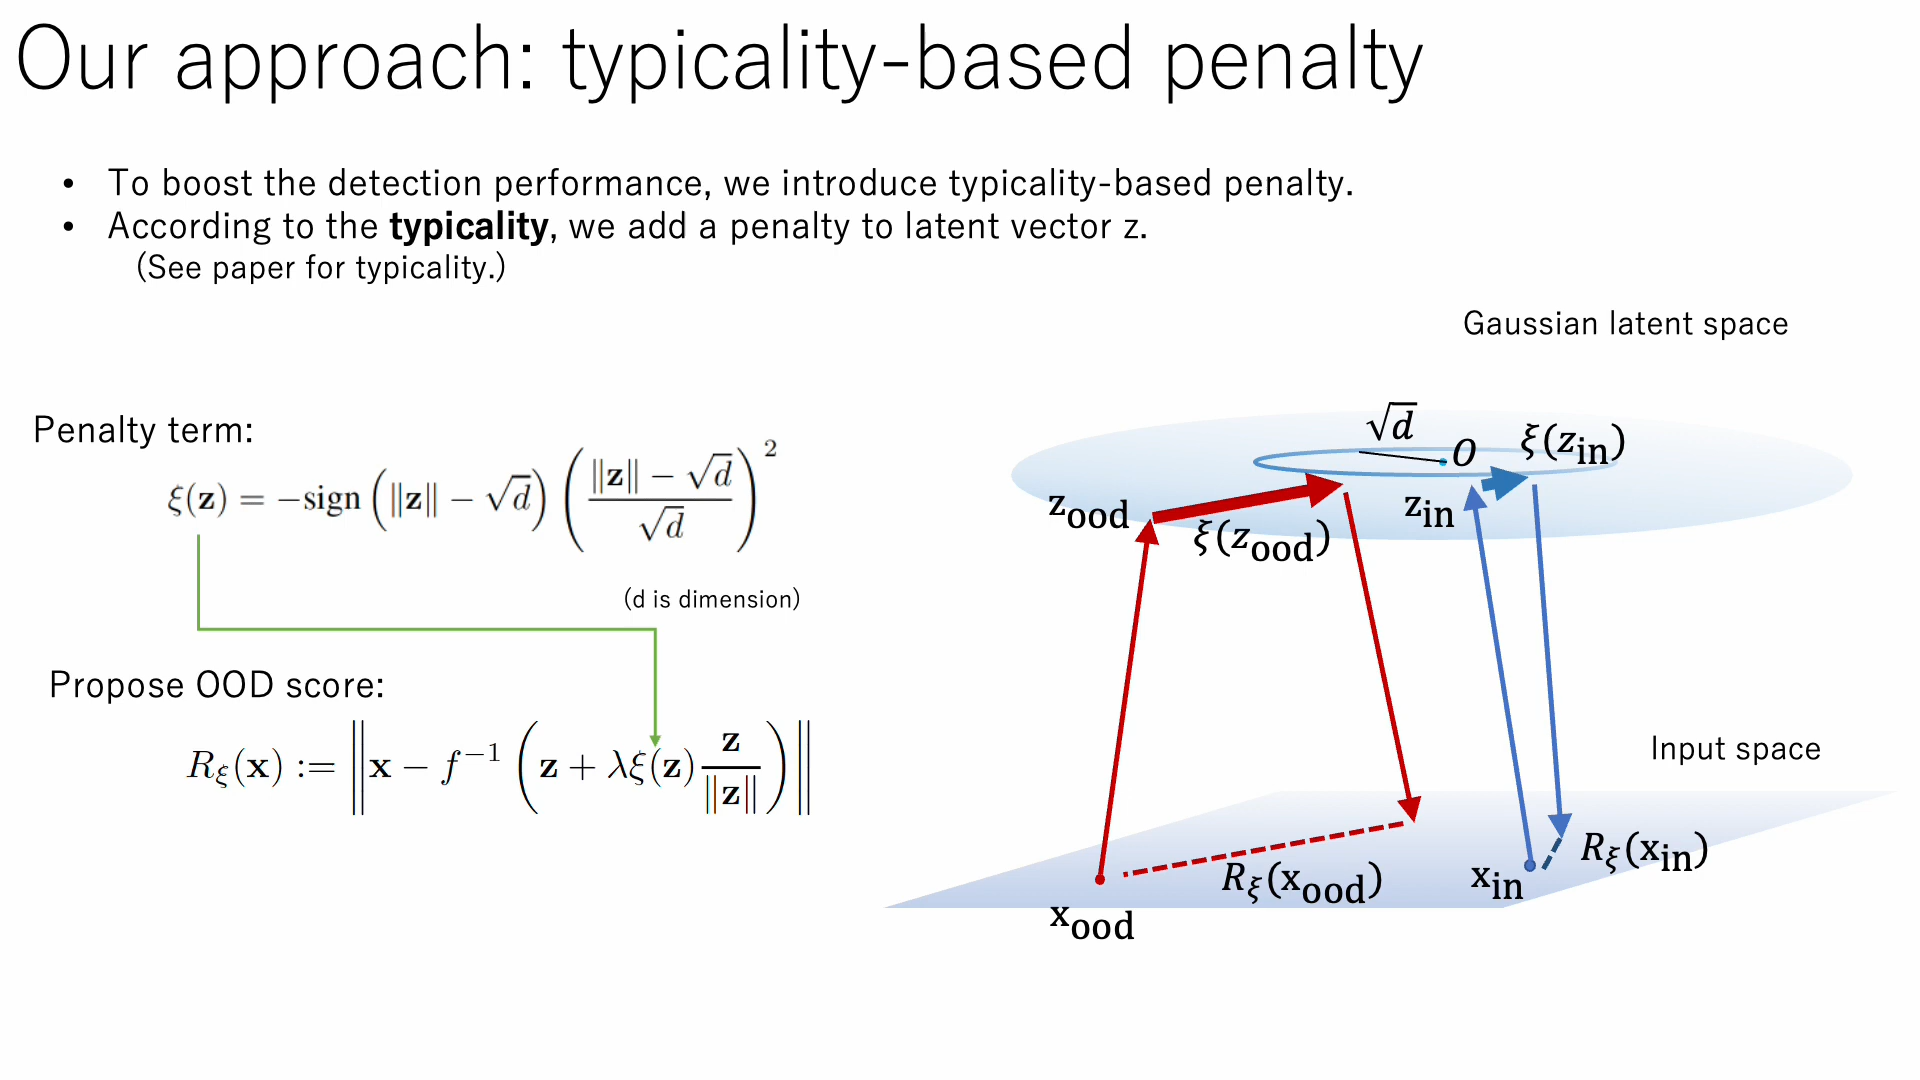 Our approach: typicality-based penalty
• To boost the detection performance, we introduce typicality-based penalty.
• According to the typicality, we add a penalty to latent vector z.
(See paper for typicality.)
Gaussian latent space
Penalty term:
ξ(z) = −sign (‖z‖ − √d) ((‖z‖ − √d) / √d)²
(d is dimension)
Propose OOD score:
R_ξ(x) := ‖x − f⁻¹ (z + λξ(z) z/‖z‖)‖
√d
O
ξ(z_in)
z_ood
ξ(z_ood)
z_in
Input space
R_ξ(x_in)
R_ξ(x_ood)
x_in
x_ood